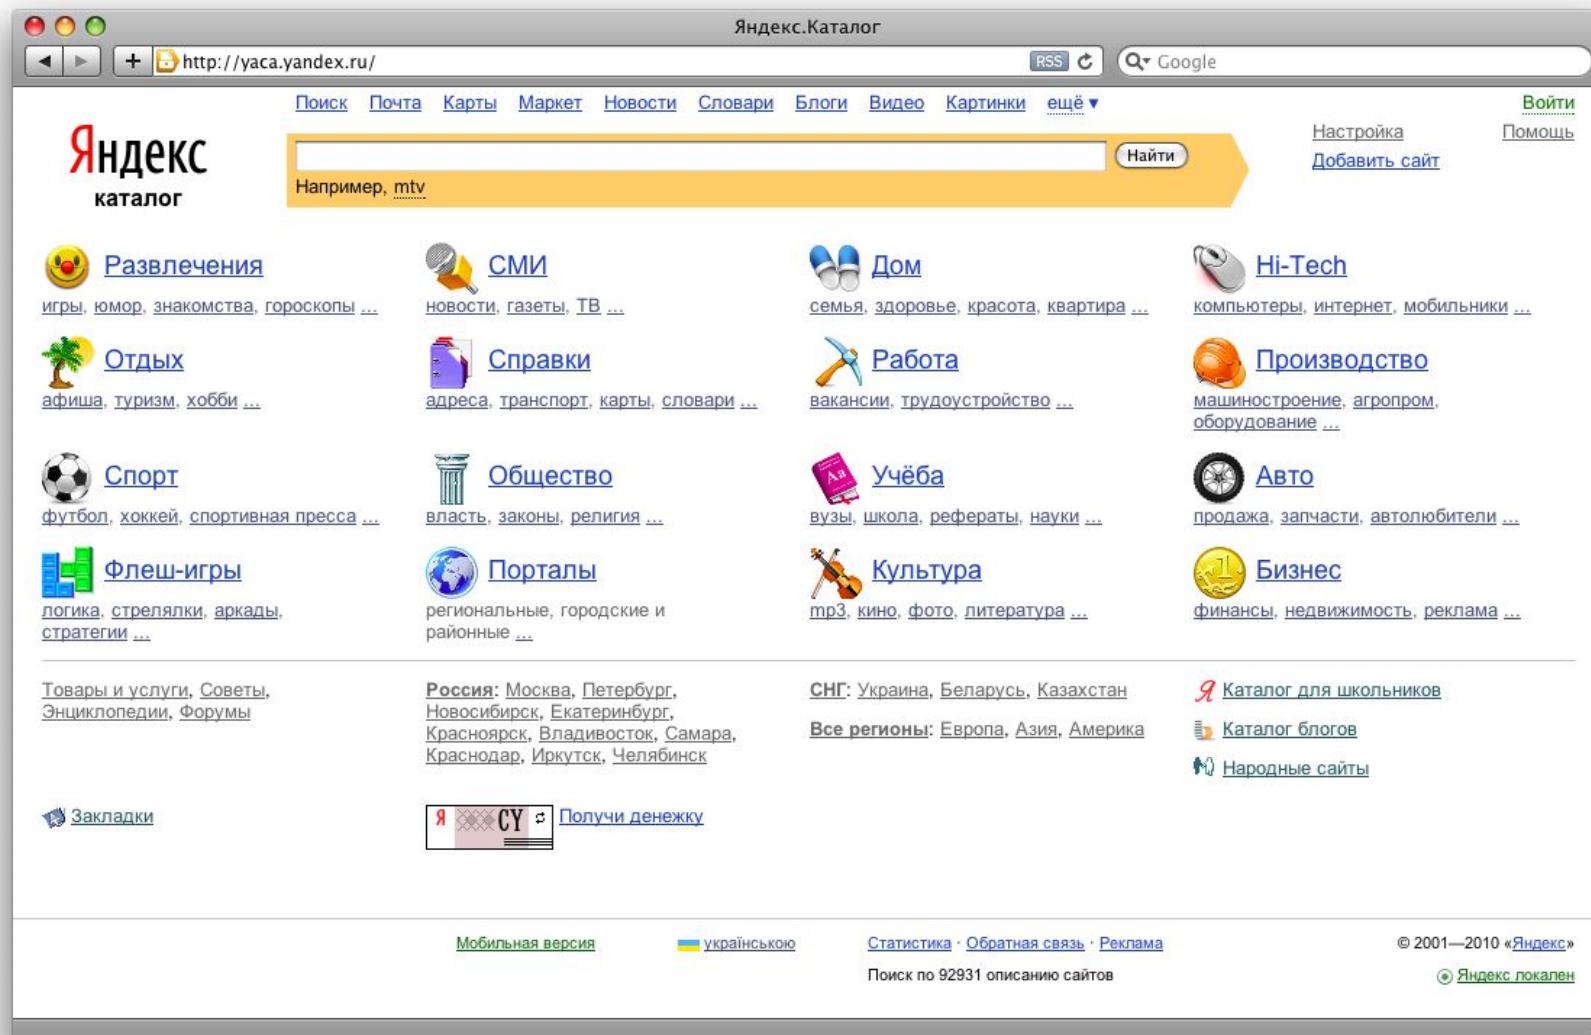 Яндекс.Каталог
http://yaca.yandex.ru/ RSS Google
Поиск Почта Карты Маркет Новости Словари Блоги Видео Картинки ещё ▾ Войти
Настройка Помощь
Яндекс Найти
Добавить сайт
каталог Например, mtv
Развлечения СМИ Дом Hi-Tech
игры, юмор, знакомства, гороскопы ... новости, газеты, ТВ ... семья, здоровье, красота, квартира ... компьютеры, интернет, мобильники ...
Отдых Справки Работа Производство
афиша, туризм, хобби ... адреса, транспорт, карты, словари ... вакансии, трудоустройство ... машиностроение, агропром,
оборудование ...
Спорт Общество Учёба Авто
футбол, хоккей, спортивная пресса ... власть, законы, религия ... вузы, школа, рефераты, науки ... продажа, запчасти, автолюбители ...
Флеш-игры Порталы Культура Бизнес
логика, стрелялки, аркады, региональные, городские и mp3, кино, фото, литература ... финансы, недвижимость, реклама ...
стратегии ... районные ...
Товары и услуги, Советы, Россия: Москва, Петербург, СНГ: Украина, Беларусь, Казахстан Я Каталог для школьников
Энциклопедии, Форумы Новосибирск, Екатеринбург,
Красноярск, Владивосток, Самара, Все регионы: Европа, Азия, Америка Каталог блогов
Краснодар, Иркутск, Челябинск
Народные сайты
Закладки Я CY Получи денежку
Мобильная версия українською Статистика · Обратная связь · Реклама © 2001—2010 «Яндекс»
Поиск по 92931 описанию сайтов Яндекс локален